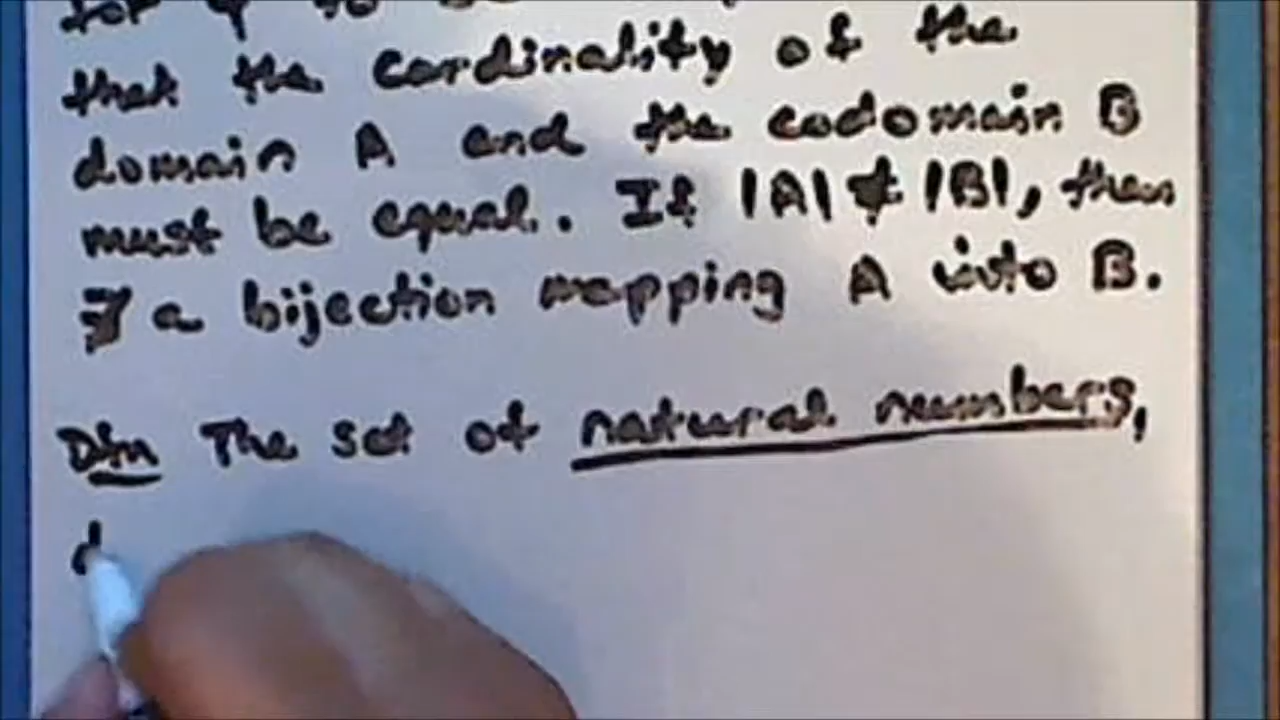 that the cardinality of the
domain A and the codomain B
must be equal. If |A| ≠ |B|, then
∄ a bijection mapping A into B.
Dfn The set of natural numbers,
d